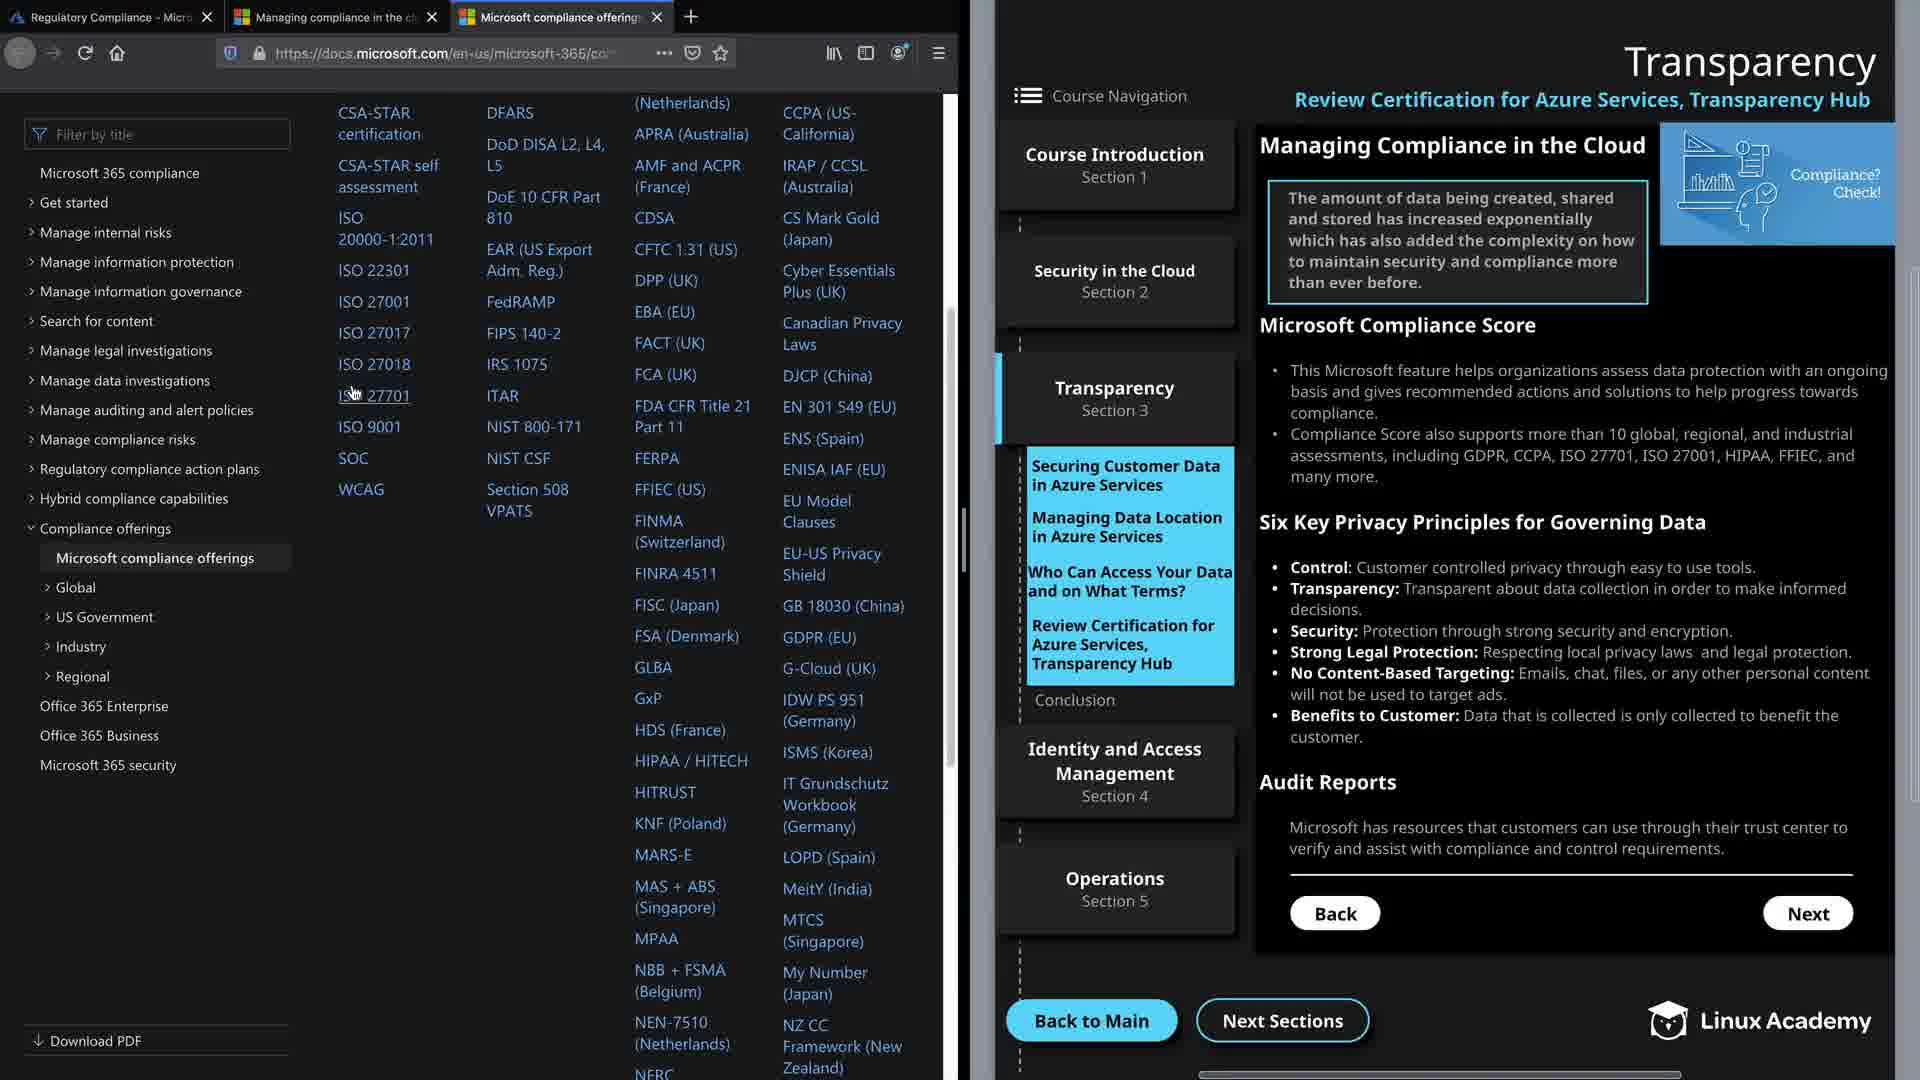 Regulatory Compliance - Micro
Managing compliance in the cl
Microsoft compliance offerings
https://docs.microsoft.com/en-us/microsoft-365/co
Filter by title
Microsoft 365 compliance
Get started
Manage internal risks
Manage information protection
Manage information governance
Search for content
Manage legal investigations
Manage data investigations
Manage auditing and alert policies
Manage compliance risks
Regulatory compliance action plans
Hybrid compliance capabilities
Compliance offerings
Microsoft compliance offerings
Global
US Government
Industry
Regional
Office 365 Enterprise
Office 365 Business
Microsoft 365 security
Download PDF
CSA-STAR
certification
CSA-STAR self
assessment
ISO
20000-1:2011
ISO 22301
ISO 27001
ISO 27017
ISO 27018
ISO 27701
ISO 9001
SOC
WCAG
DFARS
DoD DISA L2, L4,
L5
DoE 10 CFR Part
810
EAR (US Export
Adm. Reg.)
FedRAMP
FIPS 140-2
IRS 1075
ITAR
NIST 800-171
NIST CSF
Section 508
VPATS
(Netherlands)
APRA (Australia)
AMF and ACPR
(France)
CDSA
CFTC 1.31 (US)
DPP (UK)
EBA (EU)
FACT (UK)
FCA (UK)
FDA CFR Title 21
Part 11
FERPA
FFIEC (US)
FINMA
(Switzerland)
FINRA 4511
FISC (Japan)
FSA (Denmark)
GLBA
GxP
HDS (France)
HIPAA / HITECH
HITRUST
KNF (Poland)
MARS-E
MAS + ABS
(Singapore)
MPAA
NBB + FSMA
(Belgium)
NEN-7510
(Netherlands)
NERC
CCPA (US-
California)
IRAP / CCSL
(Australia)
CS Mark Gold
(Japan)
Cyber Essentials
Plus (UK)
Canadian Privacy
Laws
DJCP (China)
EN 301 549 (EU)
ENS (Spain)
ENISA IAF (EU)
EU Model
Clauses
EU-US Privacy
Shield
GB 18030 (China)
GDPR (EU)
G-Cloud (UK)
IDW PS 951
(Germany)
ISMS (Korea)
IT Grundschutz
Workbook
(Germany)
LOPD (Spain)
MeitY (India)
MTCS
(Singapore)
My Number
(Japan)
NZ CC
Framework (New
Zealand)
Transparency
Review Certification for Azure Services, Transparency Hub
Course Navigation
Course Introduction
Section 1
Security in the Cloud
Section 2
Transparency
Section 3
Securing Customer Data
in Azure Services
Managing Data Location
in Azure Services
Who Can Access Your Data
and on What Terms?
Review Certification for
Azure Services,
Transparency Hub
Conclusion
Identity and Access
Management
Section 4
Operations
Section 5
Managing Compliance in the Cloud
Compliance?
Check!
The amount of data being created, shared
and stored has increased exponentially
which has also added the complexity on how
to maintain security and compliance more
than ever before.
Microsoft Compliance Score
• This Microsoft feature helps organizations assess data protection with an ongoing
basis and gives recommended actions and solutions to help progress towards
compliance.
• Compliance Score also supports more than 10 global, regional, and industrial
assessments, including GDPR, CCPA, ISO 27701, ISO 27001, HIPAA, FFIEC, and
many more.
Six Key Privacy Principles for Governing Data
• Control: Customer controlled privacy through easy to use tools.
• Transparency: Transparent about data collection in order to make informed
decisions.
• Security: Protection through strong security and encryption.
• Strong Legal Protection: Respecting local privacy laws and legal protection.
• No Content-Based Targeting: Emails, chat, files, or any other personal content
will not be used to target ads.
• Benefits to Customer: Data that is collected is only collected to benefit the
customer.
Audit Reports
Microsoft has resources that customers can use through their trust center to
verify and assist with compliance and control requirements.
Back
Next
Back to Main
Next Sections
Linux Academy